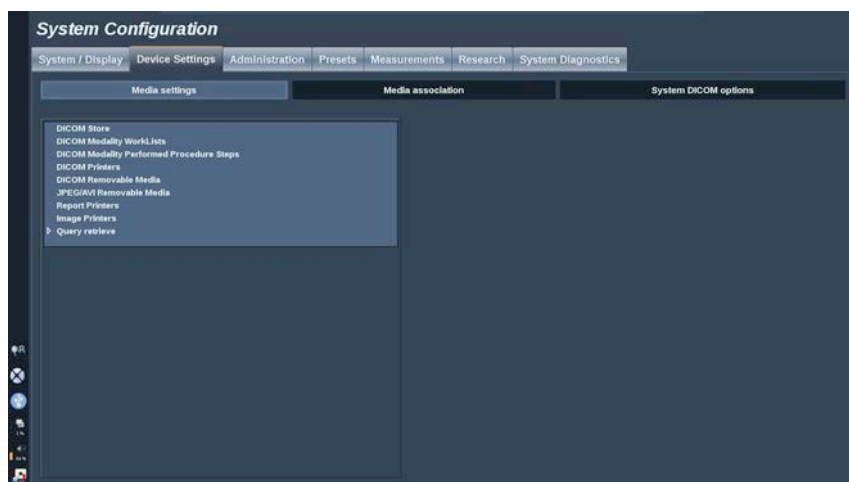 System Configuration
System / Display Device Settings Administration Presets Measurements Research System Diagnostics
Media settings Media association System DICOM options
DICOM Store
DICOM Modality WorkLists
DICOM Modality Performed Procedure Steps
DICOM Printers
DICOM Removable Media
JPEG/AVI Removable Media
Report Printers
Image Printers
Query retrieve